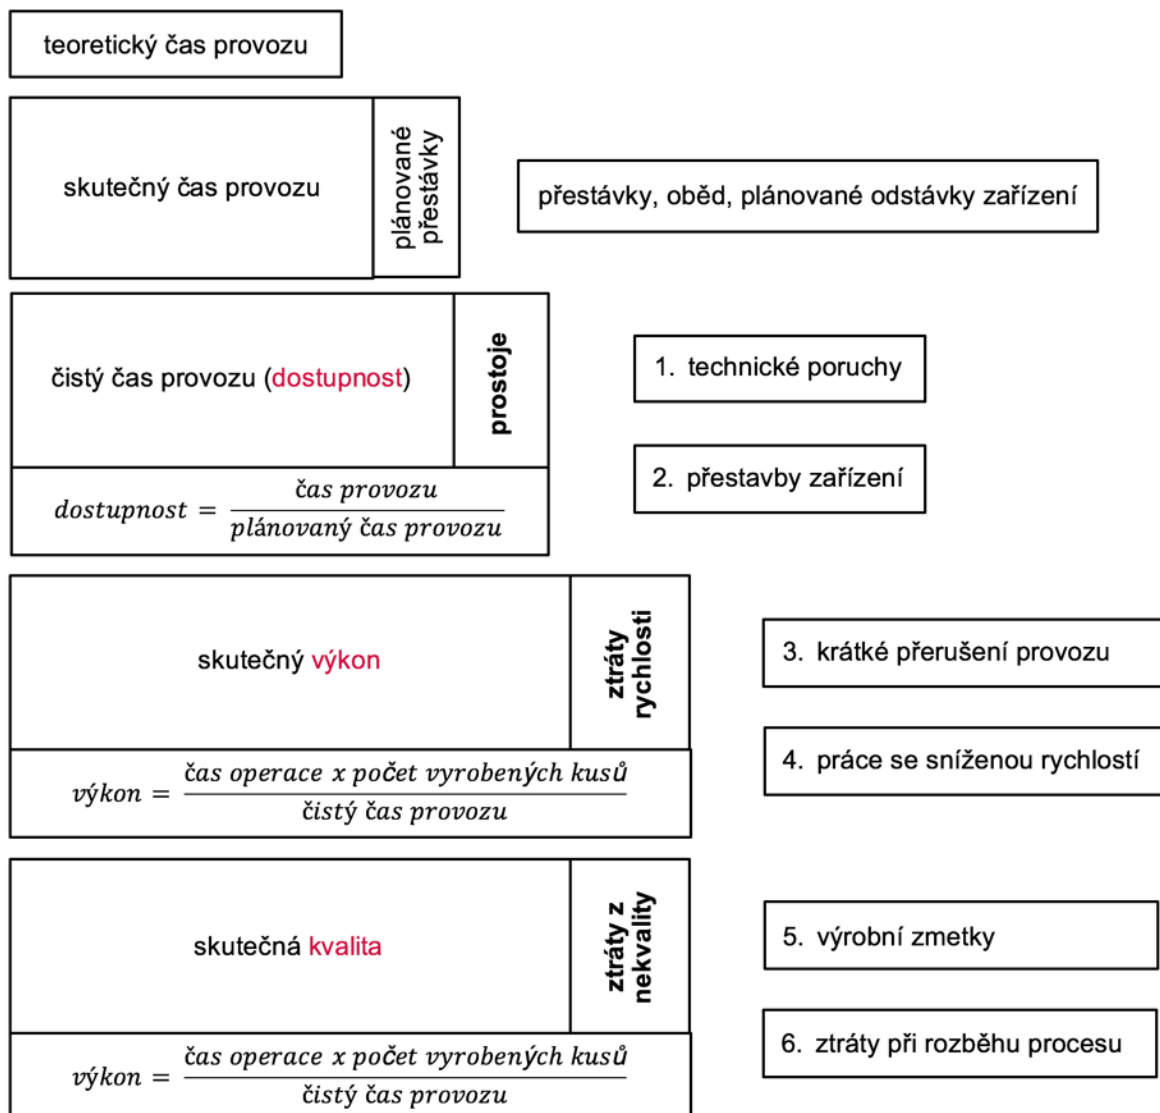 teoretický čas provozu
skutečný čas provozu
plánované
přestávky
přestávky, oběd, plánované odstávky zařízení
čistý čas provozu (dostupnost)
prostoje
1. technické poruchy
2. přestavby zařízení
dostupnost = čas provozu / plánovaný čas provozu
skutečný výkon
ztráty
rychlosti
3. krátké přerušení provozu
4. práce se sníženou rychlostí
výkon = čas operace x počet vyrobených kusů / čistý čas provozu
skutečná kvalita
ztráty z
nekvality
5. výrobní zmetky
6. ztráty při rozběhu procesu
výkon = čas operace x počet vyrobených kusů / čistý čas provozu